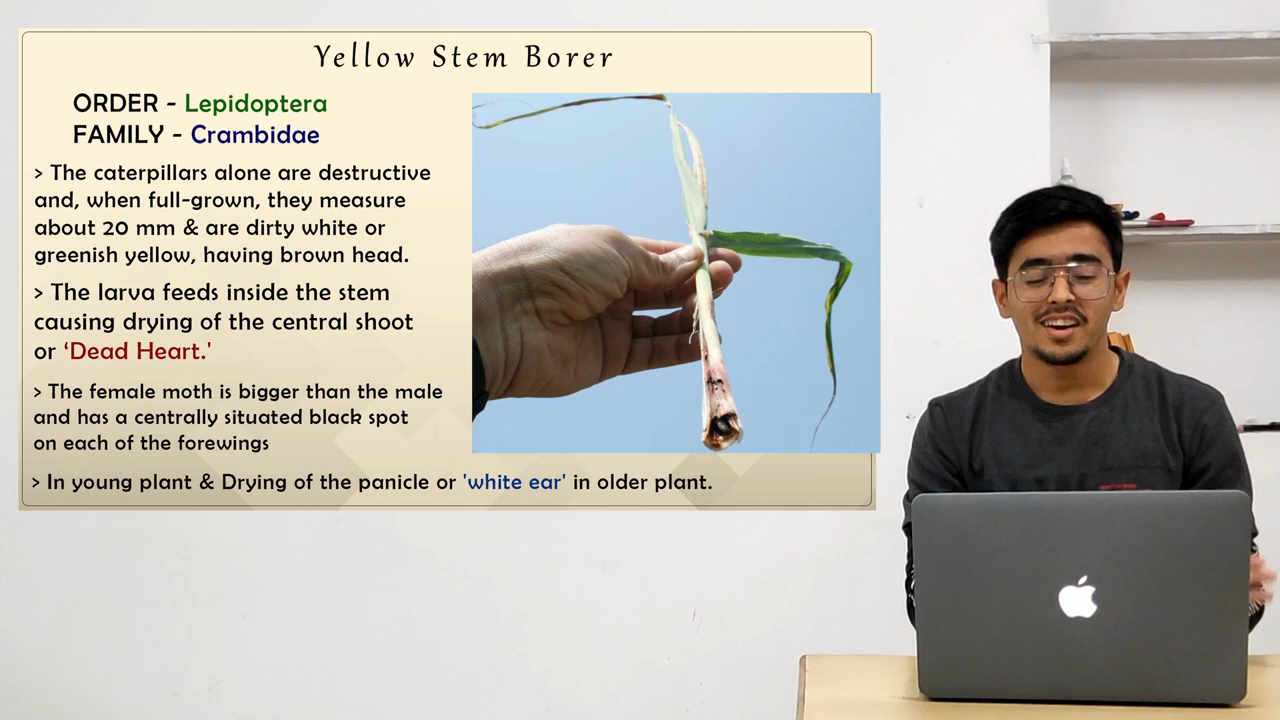 Yellow Stem Borer
ORDER - Lepidoptera
FAMILY - Crambidae
> The caterpillars alone are destructive
and, when full-grown, they measure
about 20 mm & are dirty white or
greenish yellow, having brown head.
> The larva feeds inside the stem
causing drying of the central shoot
or ‘Dead Heart.'
> The female moth is bigger than the male
and has a centrally situated black spot
on each of the forewings
> In young plant & Drying of the panicle or 'white ear' in older plant.